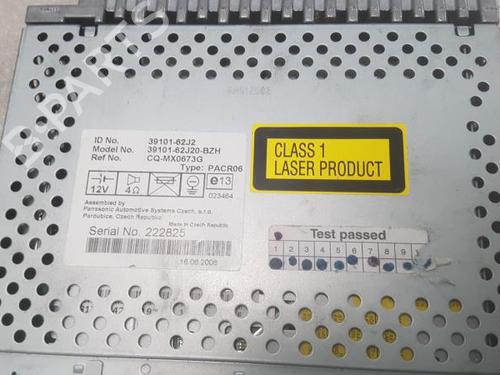 ID No. 39101-62J2
Model No. 39101-62J20-BZH
Ref No. CQ-MX0673G
Type: PACR06
12V 4Ω e13
023464
Assembled by
Panasonic Automotive Systems Czech, s.r.o.
Pardubice, Czech Republic
Made in Czech Republic
Serial No. 222825
16.06.2006
CLASS 1
LASER PRODUCT
Test passed
1 2 3 4 5 6 7 8 9
B-PARTS